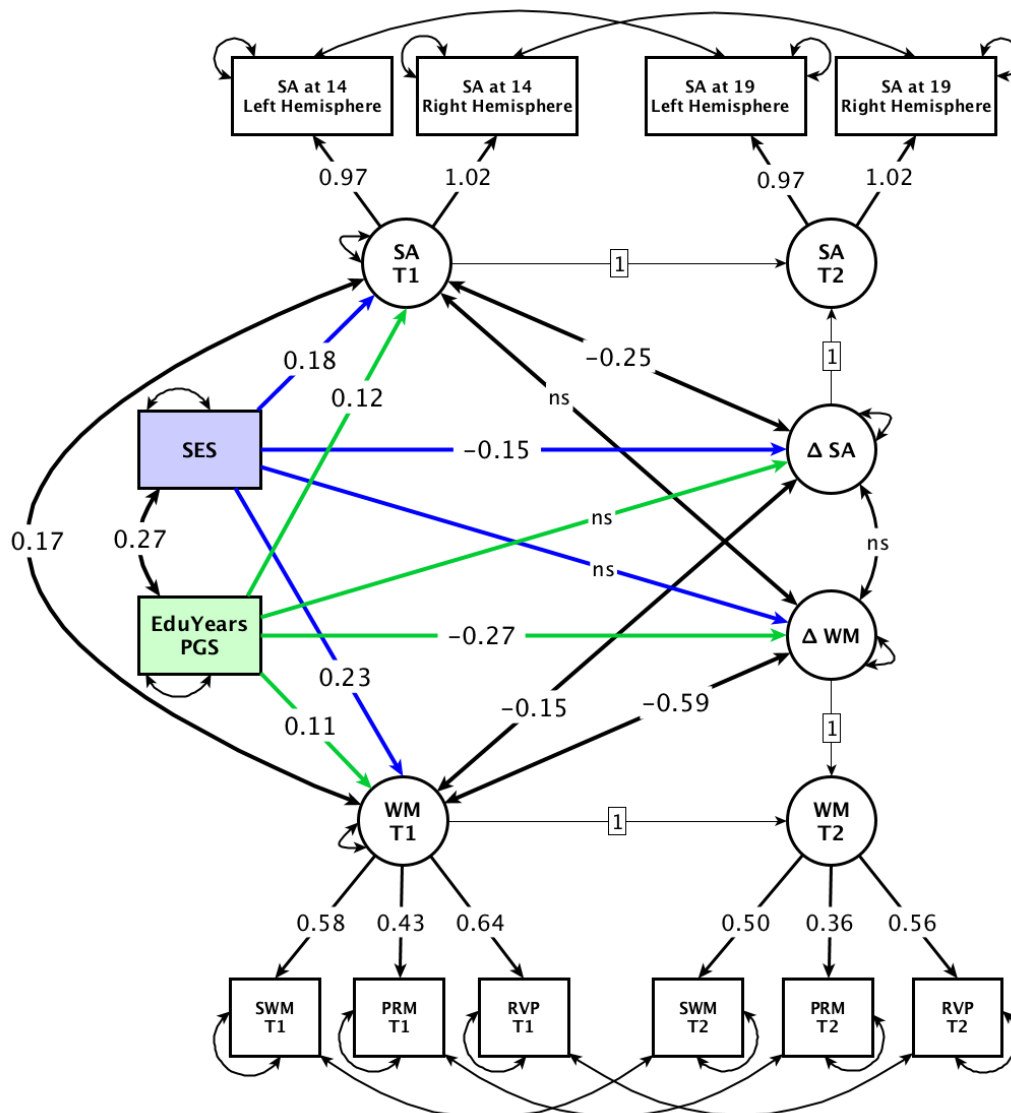 SA at 14
Left Hemisphere
SA at 14
Right Hemisphere
SA at 19
Left Hemisphere
SA at 19
Right Hemisphere
0.97
1.02
0.97
1.02
SA
T1
1
SA
T2
0.18
−0.25
1
0.12
ns
SES
−0.15
Δ SA
ns
0.17
0.27
ns
ns
EduYears
PGS
−0.27
Δ WM
0.23
−0.15
−0.59
0.11
1
WM
T1
1
WM
T2
0.58
0.43
0.64
0.50
0.36
0.56
SWM
T1
PRM
T1
RVP
T1
SWM
T2
PRM
T2
RVP
T2